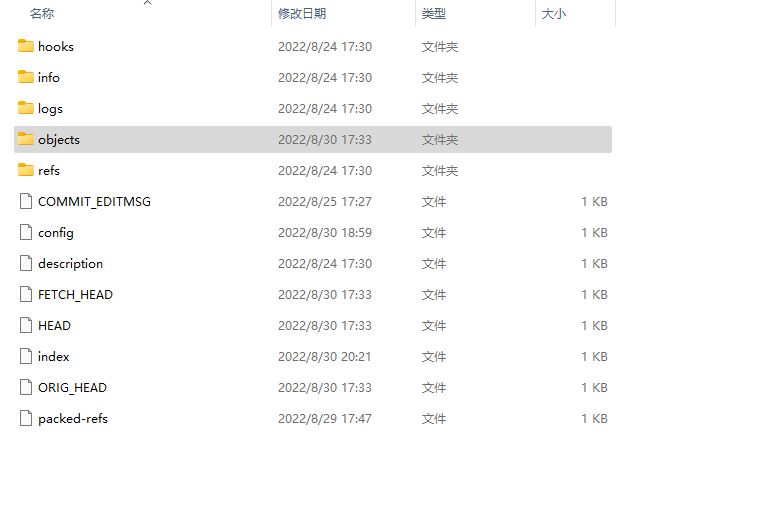 名称 修改日期 类型 大小
hooks 2022/8/24 17:30 文件夹
info 2022/8/24 17:30 文件夹
logs 2022/8/24 17:30 文件夹
objects 2022/8/30 17:33 文件夹
refs 2022/8/24 17:30 文件夹
COMMIT_EDITMSG 2022/8/25 17:27 文件 1 KB
config 2022/8/30 18:59 文件 1 KB
description 2022/8/24 17:30 文件 1 KB
FETCH_HEAD 2022/8/30 17:33 文件 1 KB
HEAD 2022/8/30 17:33 文件 1 KB
index 2022/8/30 20:21 文件 1 KB
ORIG_HEAD 2022/8/30 17:33 文件 1 KB
packed-refs 2022/8/29 17:47 文件 1 KB